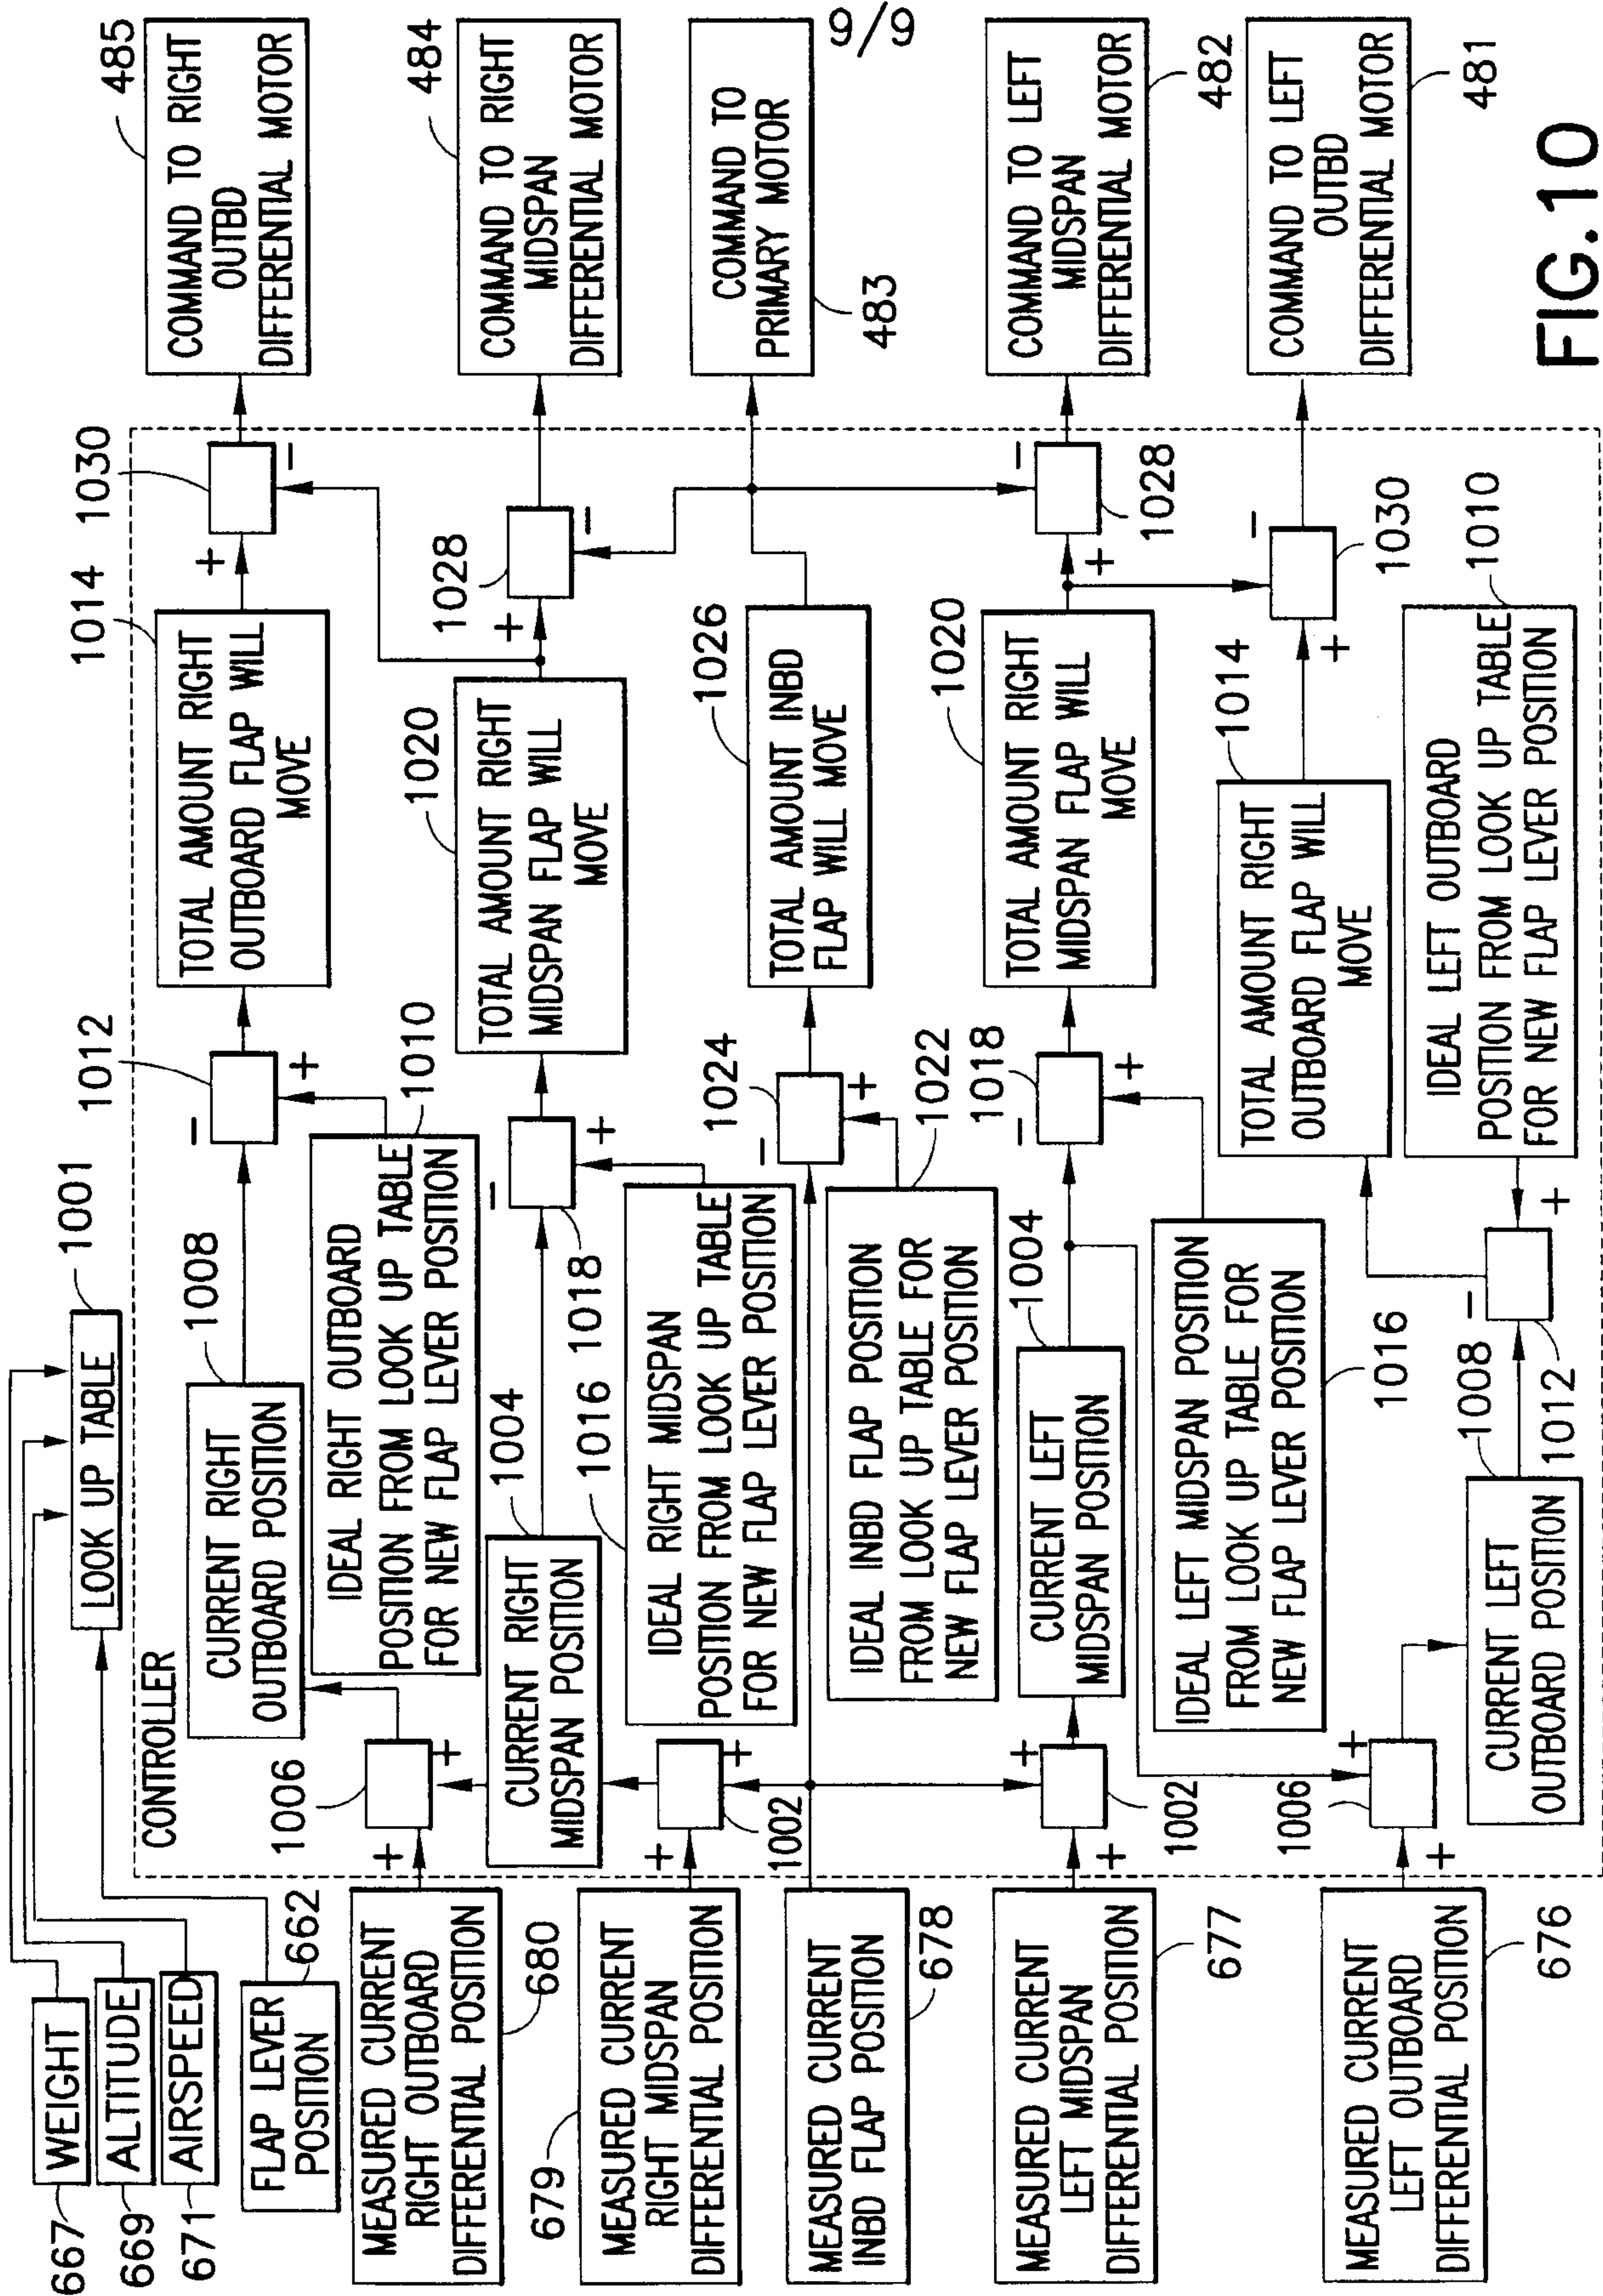 9/9
667
WEIGHT
669
ALTITUDE
671
AIRSPEED
FLAP LEVER
POSITION
662
LOOK UP TABLE
1001
CONTROLLER
MEASURED CURRENT
RIGHT OUTBOARD
DIFFERENTIAL POSITION
680
+
1006
+
CURRENT RIGHT
OUTBOARD POSITION
1008
IDEAL RIGHT OUTBOARD
POSITION FROM LOOK UP TABLE
FOR NEW FLAP LEVER POSITION
1010
−
1012
+
TOTAL AMOUNT RIGHT
OUTBOARD FLAP WILL
MOVE
1014
+
1030
−
COMMAND TO RIGHT
OUTBD
DIFFERENTIAL MOTOR
485
679
MEASURED CURRENT
RIGHT MIDSPAN
DIFFERENTIAL POSITION
+
1002
+
CURRENT RIGHT
MIDSPAN POSITION
1004
1016
IDEAL RIGHT MIDSPAN
POSITION FROM LOOK UP TABLE
FOR NEW FLAP LEVER POSITION
−
1018
+
TOTAL AMOUNT RIGHT
MIDSPAN FLAP WILL
MOVE
1020
+
1028
−
COMMAND TO RIGHT
MIDSPAN
DIFFERENTIAL MOTOR
484
MEASURED CURRENT
INBD FLAP POSITION
678
IDEAL INBD FLAP POSITION
FROM LOOK UP TABLE FOR
NEW FLAP LEVER POSITION
1022
−
1024
+
TOTAL AMOUNT INBD
FLAP WILL MOVE
1026
COMMAND TO
PRIMARY MOTOR
483
MEASURED CURRENT
LEFT MIDSPAN
DIFFERENTIAL POSITION
677
+
+
1002
CURRENT LEFT
MIDSPAN POSITION
1004
IDEAL LEFT MIDSPAN POSITION
FROM LOOK UP TABLE FOR
NEW FLAP LEVER POSITION
1016
−
1018
+
TOTAL AMOUNT RIGHT
MIDSPAN FLAP WILL
MOVE
1020
+
−
1028
COMMAND TO LEFT
MIDSPAN
DIFFERENTIAL MOTOR
482
MEASURED CURRENT
LEFT OUTBOARD
DIFFERENTIAL POSITION
676
+
1006
+
CURRENT LEFT
OUTBOARD POSITION
1008
−
1012
+
IDEAL LEFT OUTBOARD
POSITION FROM LOOK UP TABLE
FOR NEW FLAP LEVER POSITION
1010
TOTAL AMOUNT RIGHT
OUTBOARD FLAP WILL
MOVE
1014
+
−
1030
COMMAND TO LEFT
OUTBD
DIFFERENTIAL MOTOR
481
FIG.10